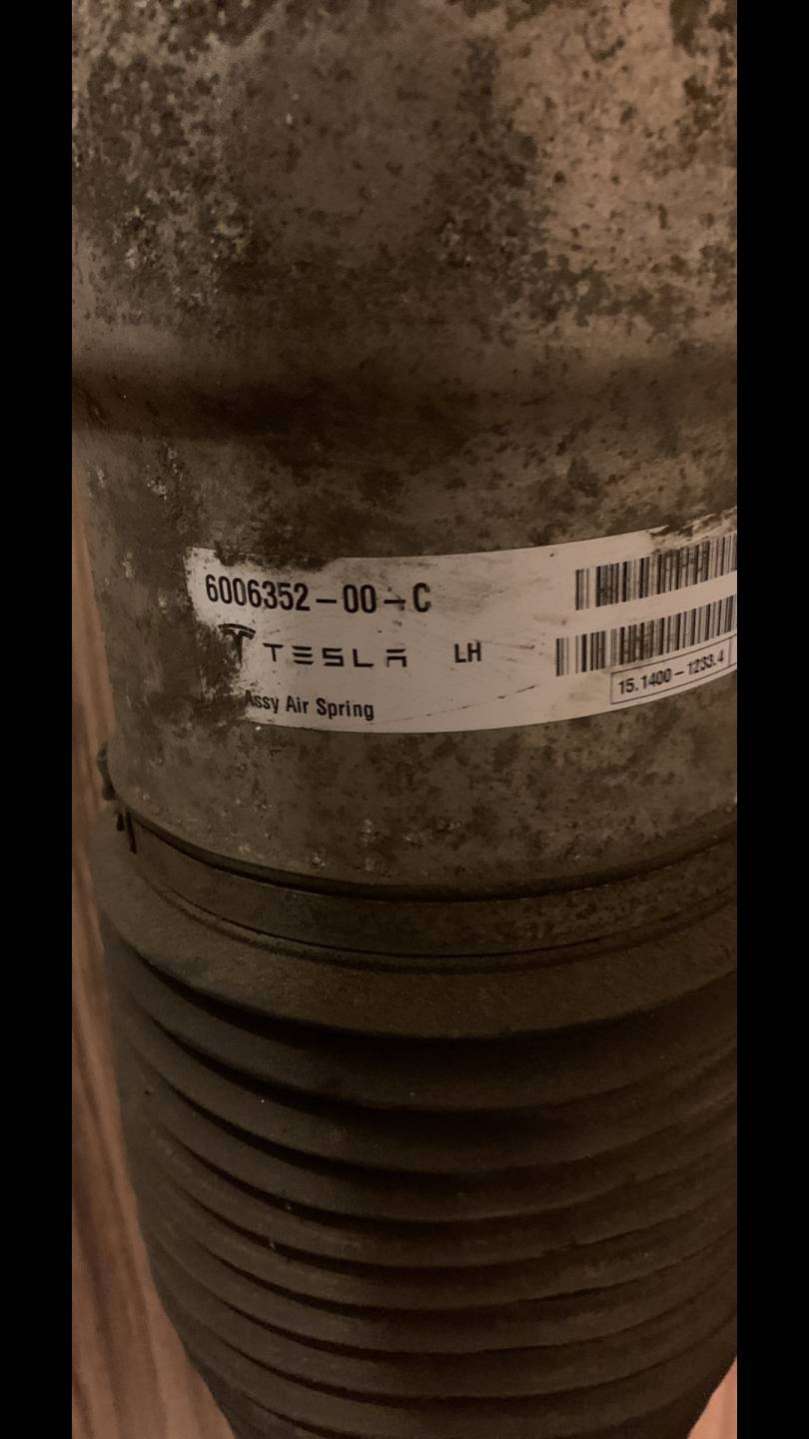 6006352-00-C
TESLA LH
Assy Air Spring
15.1400-1233.4